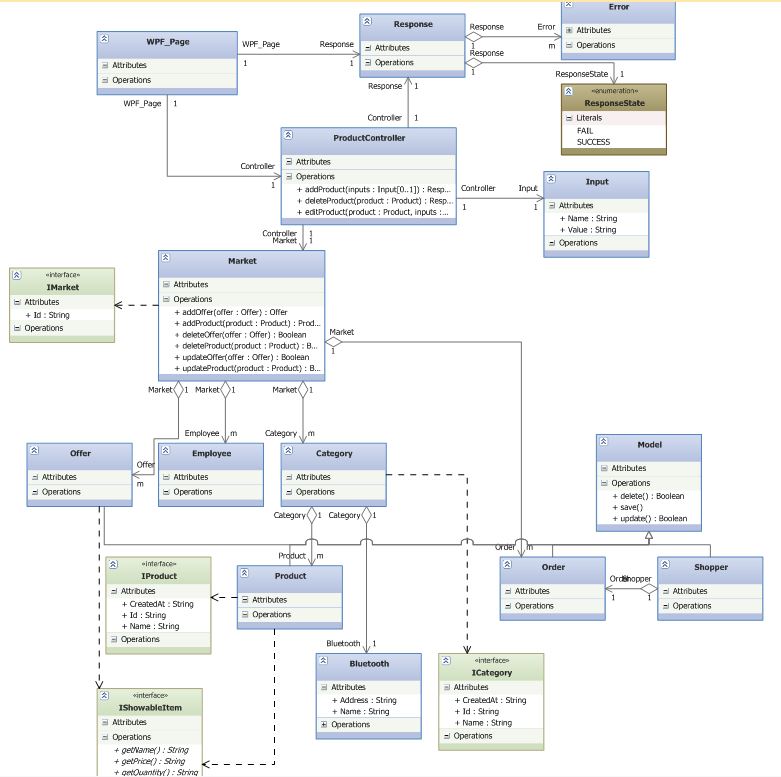 WPF_Page
Attributes
Operations
WPF_Page
1
Response
1
Response
Attributes
Operations
Response
1
Error
m
Error
Attributes
Operations
Response
1
ResponseState
1
«enumeration»
ResponseState
Literals
FAIL
SUCCESS
WPF_Page
1
Controller
1
Response
1
Controller
1
ProductController
Attributes
Operations
+ addProduct(inputs : Input[0..1]) : Resp...
+ deleteProduct(product : Product) : Resp...
+ editProduct(product : Product, inputs :...
Controller
1
Input
1
Input
Attributes
+ Name : String
+ Value : String
Operations
Controller
1
Market
1
«interface»
IMarket
Attributes
+ Id : String
Operations
Market
Attributes
Operations
+ addOffer(offer : Offer) : Offer
+ addProduct(product : Product) : Prod...
+ deleteOffer(offer : Offer) : Boolean
+ deleteProduct(product : Product) : B...
+ updateOffer(offer : Offer) : Boolean
+ updateProduct(product : Product) : B...
Market
1
Market
1
Market
1
Market
1
Offer
m
Employee
m
Category
m
Offer
Attributes
Operations
Employee
Attributes
Operations
Category
Attributes
Operations
Model
Attributes
Operations
+ delete() : Boolean
+ save()
+ update() : Boolean
Category
1
Category
1
Product
m
Order
m
«interface»
IProduct
Attributes
+ CreatedAt : String
+ Id : String
+ Name : String
Operations
Product
Attributes
Operations
Order
Attributes
Operations
Order
1
Shopper
1
Shopper
Attributes
Operations
Bluetooth
1
Bluetooth
Attributes
+ Address : String
+ Name : String
Operations
«interface»
ICategory
Attributes
+ CreatedAt : String
+ Id : String
+ Name : String
Operations
«interface»
IShowableItem
Attributes
Operations
+ getName() : String
+ getPrice() : String
+ getQuantity() : String